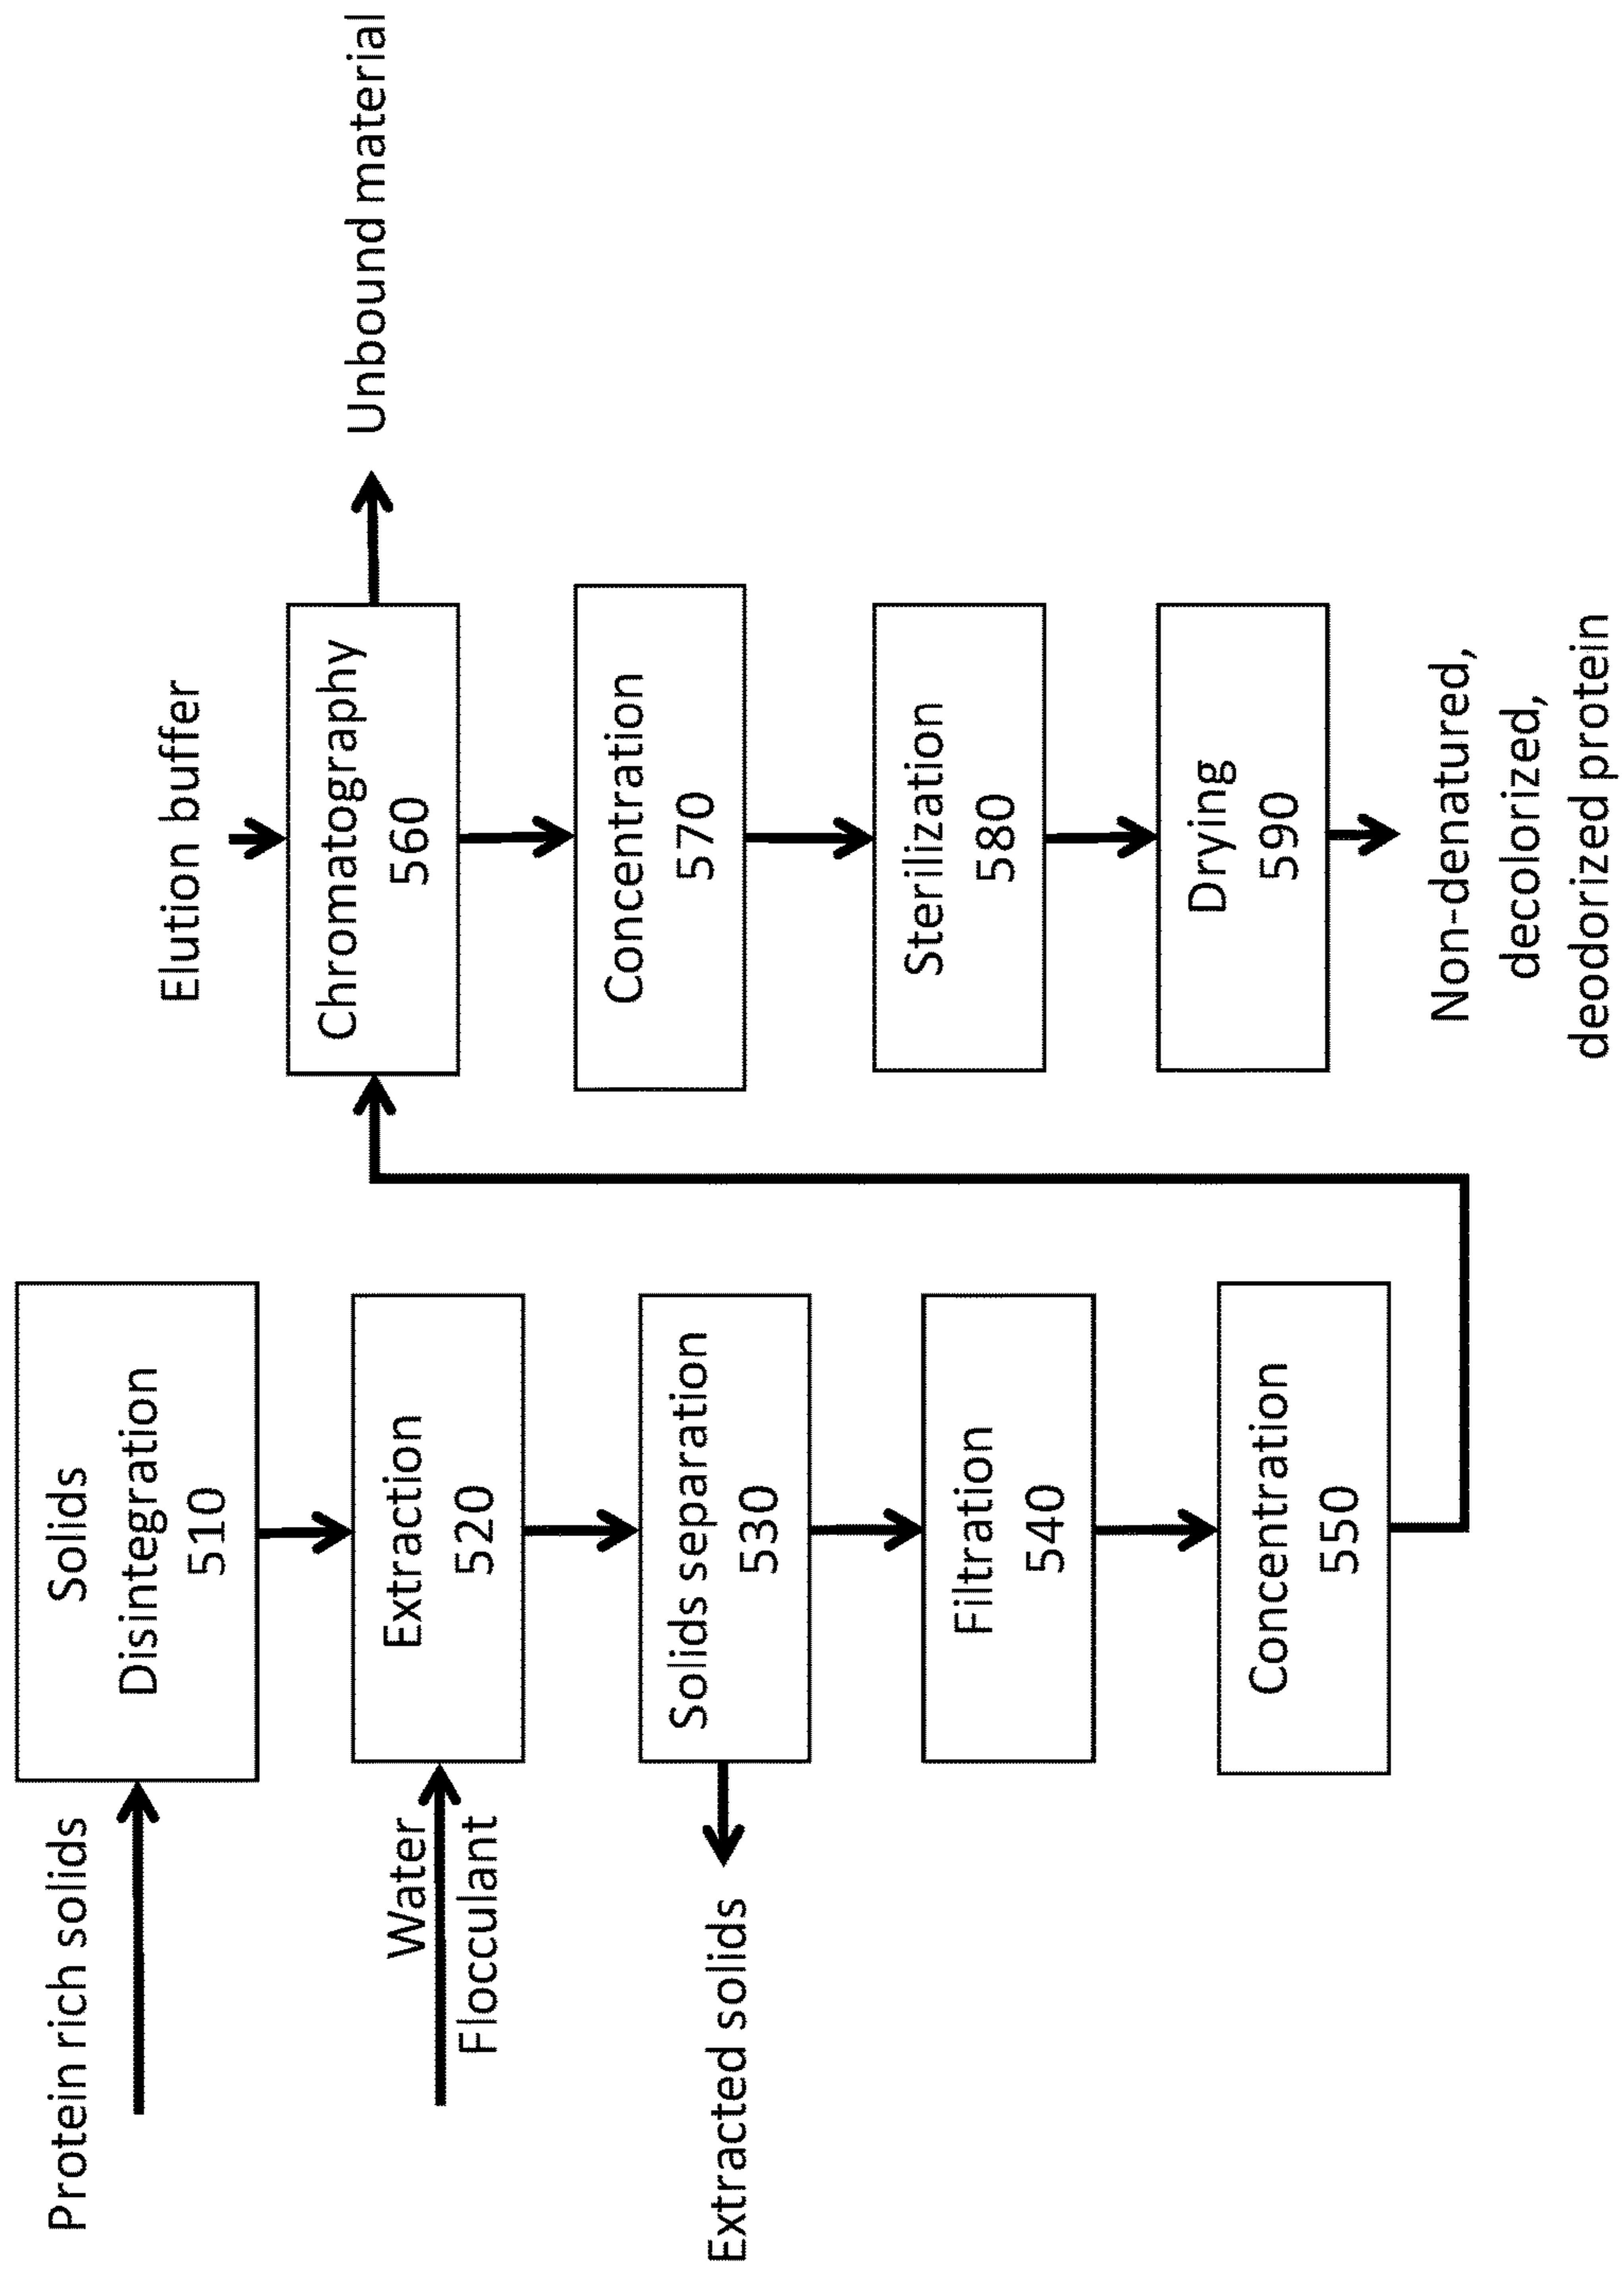 Protein rich solids
Solids
Disintegration
510
Water
Flocculant
Extraction
520
Solids separation
530
Extracted solids
Filtration
540
Concentration
550
Elution buffer
Chromatography
560
Unbound material
Concentration
570
Sterilization
580
Drying
590
Non-denatured,
decolorized,
deodorized protein